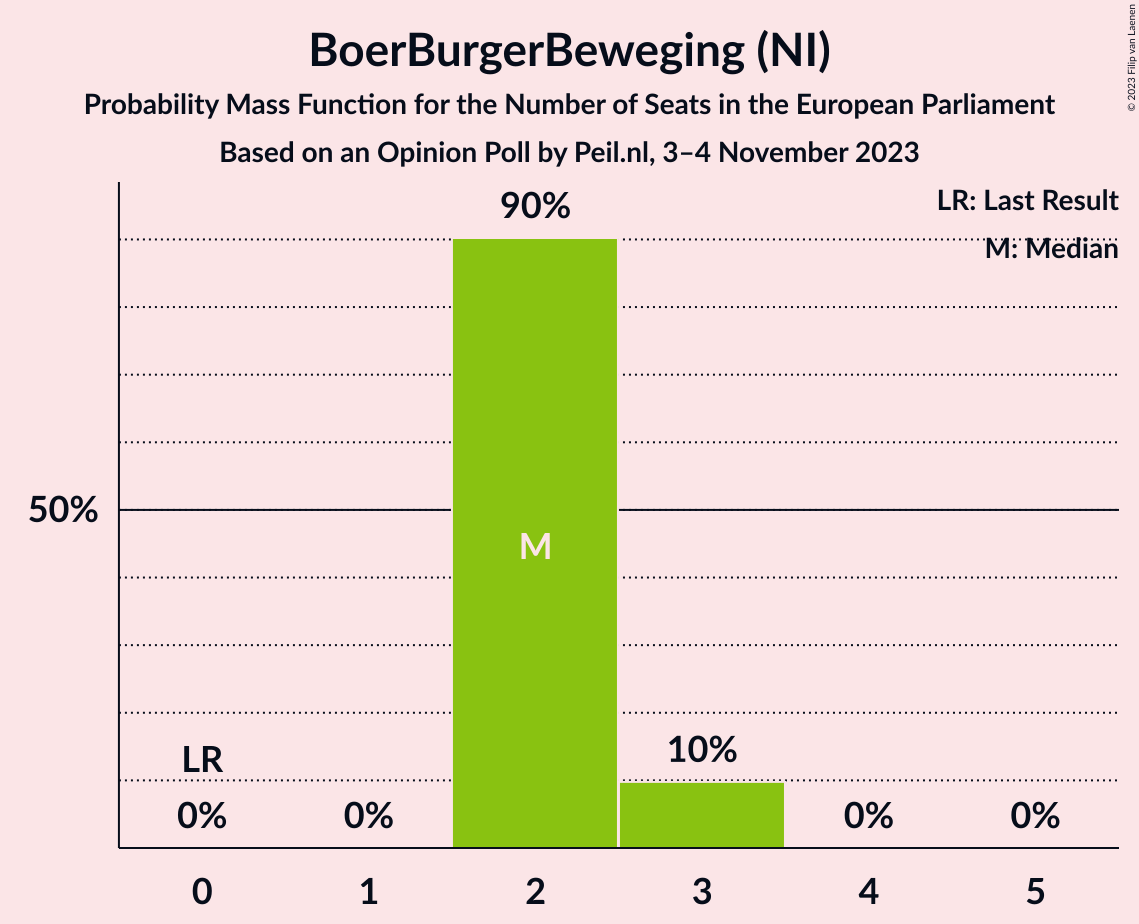 BoerBurgerBeweging (NI)
Probability Mass Function for the Number of Seats in the European Parliament
Based on an Opinion Poll by Peil.nl, 3–4 November 2023
© 2023 Filip van Laenen
LR: Last Result
M: Median
90%
50%
M
10%
LR
0% 0% 0% 0%
0 1 2 3 4 5